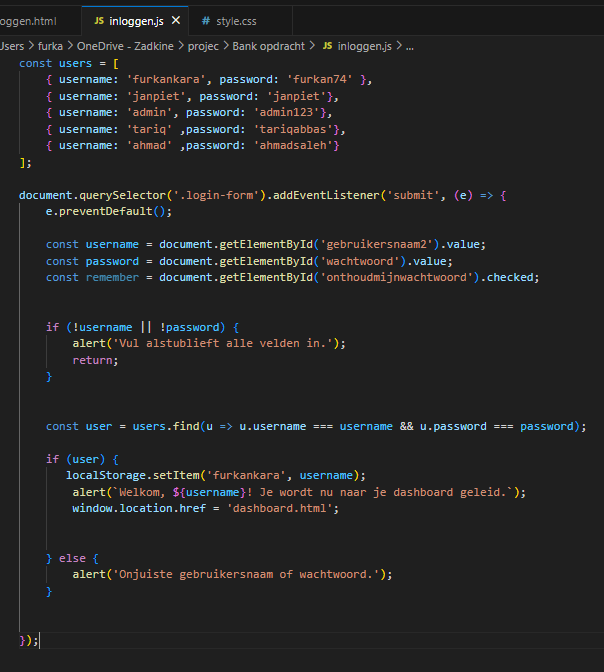 oggen.html JS inloggen.js × # style.css
Users > furka > OneDrive - Zadkine > projec > Bank opdracht > JS inloggen.js > ...
const users = [
{ username: 'furkankara', password: 'furkan74' },
{ username: 'janpiet', password: 'janpiet'},
{ username: 'admin', password: 'admin123'},
{ username: 'tariq' ,password: 'tariqabbas'},
{ username: 'ahmad' ,password: 'ahmadsaleh'}
];
document.querySelector('.login-form').addEventListener('submit', (e) => {
e.preventDefault();
const username = document.getElementById('gebruikersnaam2').value;
const password = document.getElementById('wachtwoord').value;
const remember = document.getElementById('onthoudmijnwachtwoord').checked;
if (!username || !password) {
alert('Vul alstublieft alle velden in.');
return;
}
const user = users.find(u => u.username === username && u.password === password);
if (user) {
localStorage.setItem('furkankara', username);
alert(`Welkom, ${username}! Je wordt nu naar je dashboard geleid.`);
window.location.href = 'dashboard.html';
} else {
alert('Onjuiste gebruikersnaam of wachtwoord.');
}
});